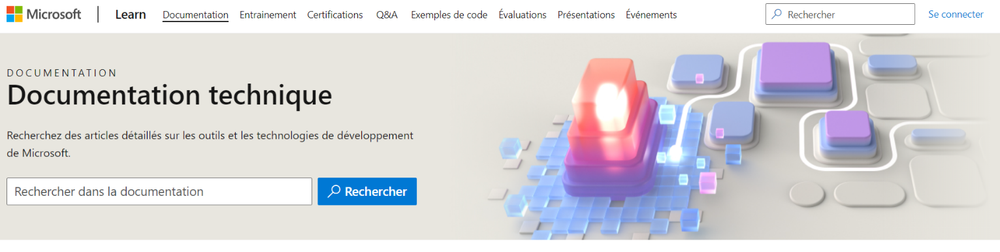 Microsoft Learn Documentation Entrainement Certifications Q&A Exemples de code Évaluations Présentations Événements Rechercher Se connecter
DOCUMENTATION
Documentation technique
Recherchez des articles détaillés sur les outils et les technologies de développement
de Microsoft.
Rechercher dans la documentation Rechercher